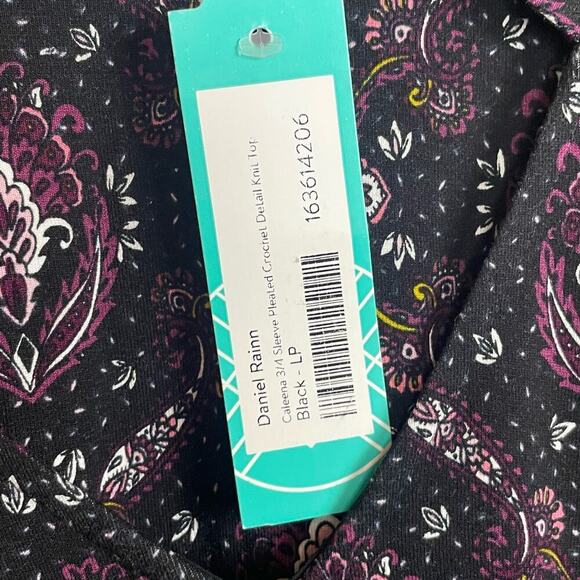 Daniel Rainn
Caleena 3/4 Sleeve Pleated Crochet Detail Knit Top
Black - LP
163614206